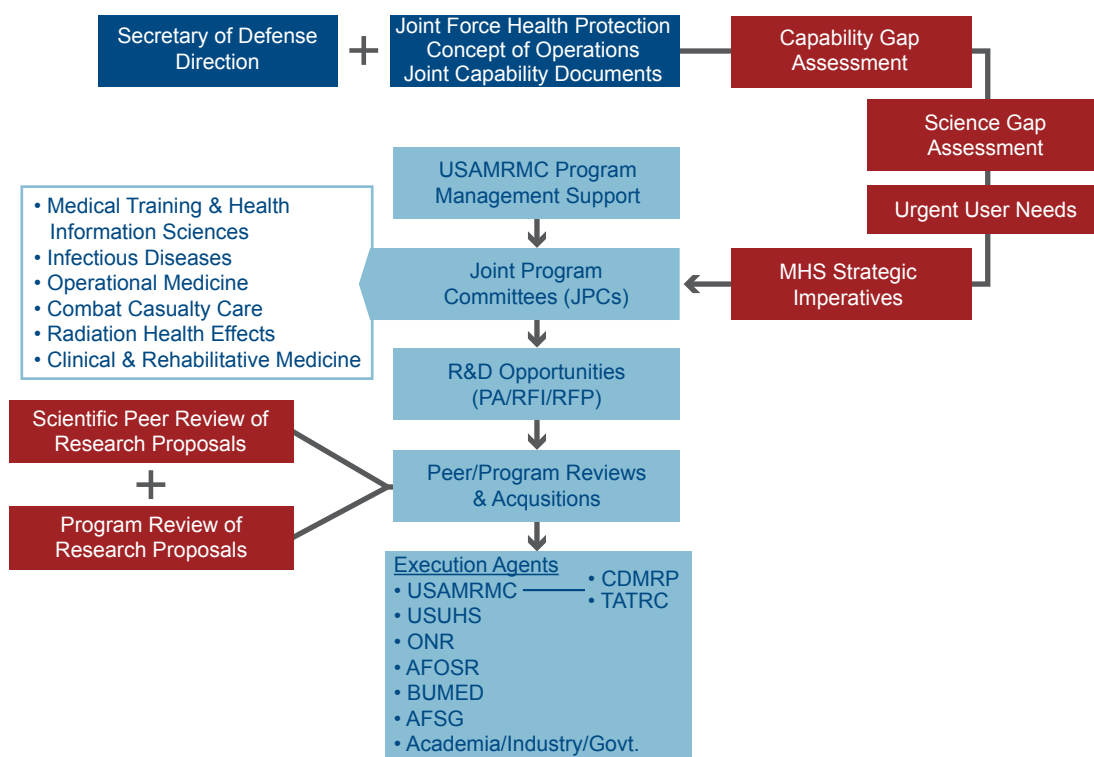 Secretary of Defense
Direction
+
Joint Force Health Protection
Concept of Operations
Joint Capability Documents
Capability Gap
Assessment
Science Gap
Assessment
Urgent User Needs
MHS Strategic
Imperatives
USAMRMC Program
Management Support
Joint Program
Committees (JPCs)
• Medical Training & Health
Information Sciences
• Infectious Diseases
• Operational Medicine
• Combat Casualty Care
• Radiation Health Effects
• Clinical & Rehabilitative Medicine
R&D Opportunities
(PA/RFI/RFP)
Scientific Peer Review of
Research Proposals
+
Program Review of
Research Proposals
Peer/Program Reviews
& Acqusitions
Execution Agents
• USAMRMC
• CDMRP
• TATRC
• USUHS
• ONR
• AFOSR
• BUMED
• AFSG
• Academia/Industry/Govt.